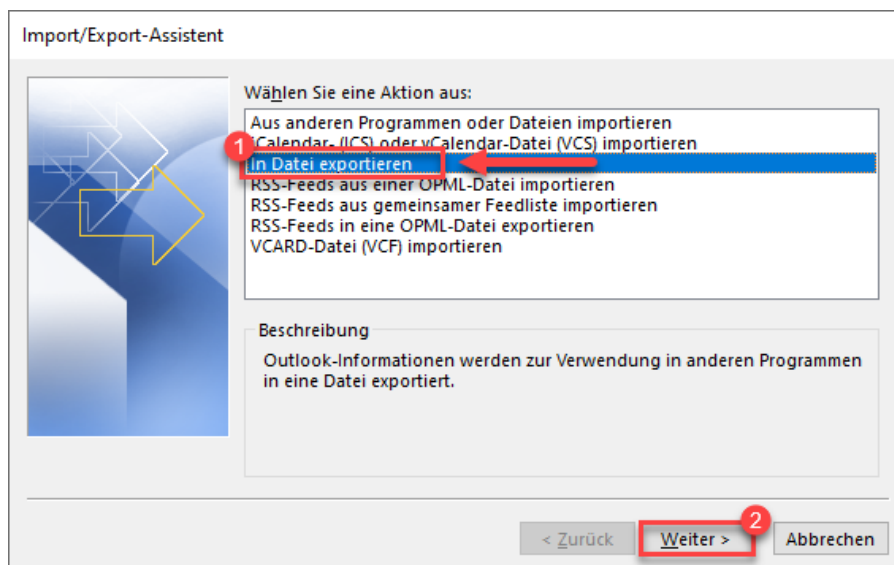 Import/Export-Assistent
Wählen Sie eine Aktion aus:
Aus anderen Programmen oder Dateien importieren
iCalendar- (ICS) oder vCalendar-Datei (VCS) importieren
1
In Datei exportieren
RSS-Feeds aus einer OPML-Datei importieren
RSS-Feeds aus gemeinsamer Feedliste importieren
RSS-Feeds in eine OPML-Datei exportieren
VCARD-Datei (VCF) importieren
Beschreibung
Outlook-Informationen werden zur Verwendung in anderen Programmen
in eine Datei exportiert.
2
< Zurück Weiter > Abbrechen